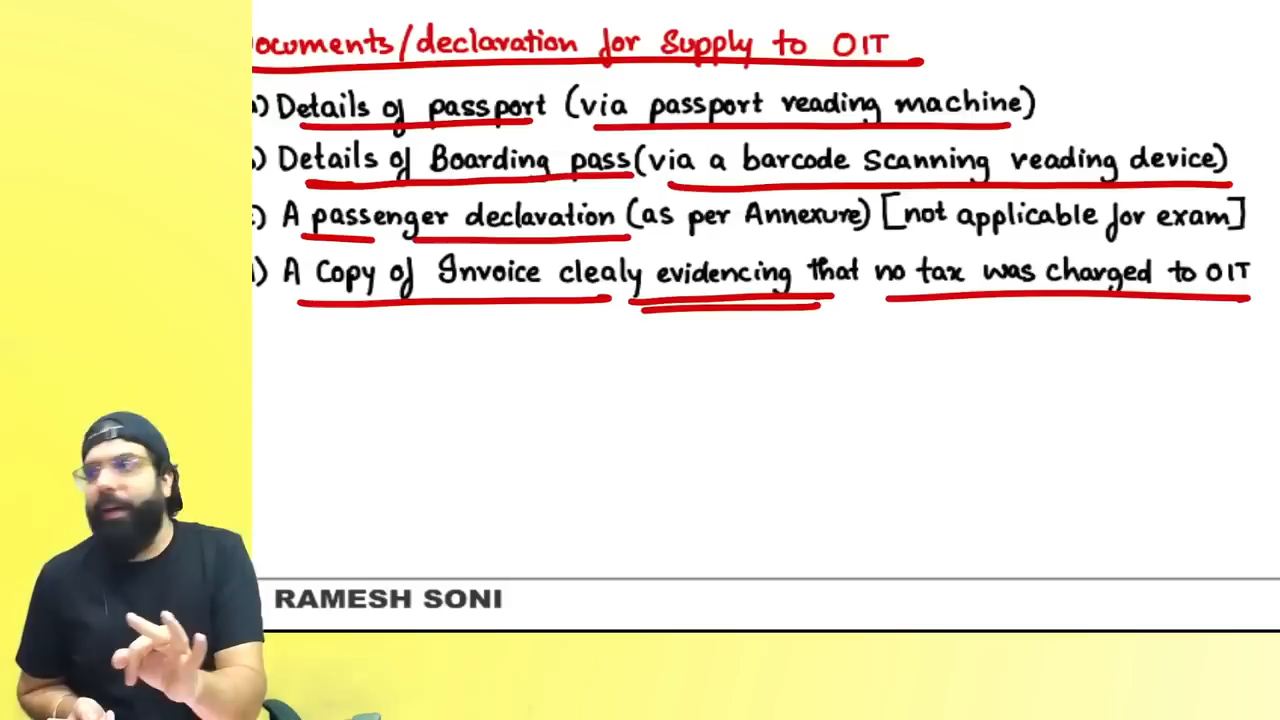 ocuments/declaration for Supply to OIT
) Details of passport (via passport reading machine)
) Details of Boarding pass (via a barcode Scanning reading device)
) A passenger declaration (as per Annexure) [not applicable for exam]
) A Copy of Invoice clealy evidencing that no tax was charged to OIT
RAMESH SONI